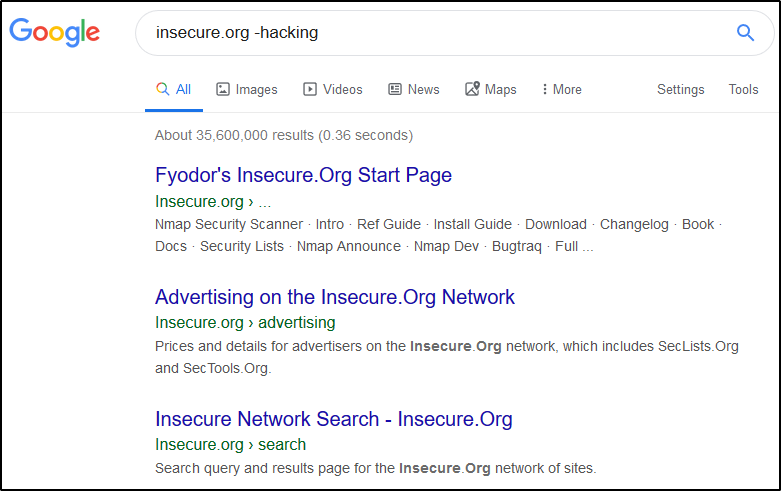 Google
insecure.org -hacking
All Images Videos News Maps More Settings Tools
About 35,600,000 results (0.36 seconds)
Fyodor's Insecure.Org Start Page
Insecure.org › ...
Nmap Security Scanner · Intro · Ref Guide · Install Guide · Download · Changelog · Book ·
Docs · Security Lists · Nmap Announce · Nmap Dev · Bugtraq · Full ...
Advertising on the Insecure.Org Network
Insecure.org › advertising
Prices and details for advertisers on the Insecure.Org network, which includes SecLists.Org
and SecTools.Org.
Insecure Network Search - Insecure.Org
Insecure.org › search
Search query and results page for the Insecure.Org network of sites.